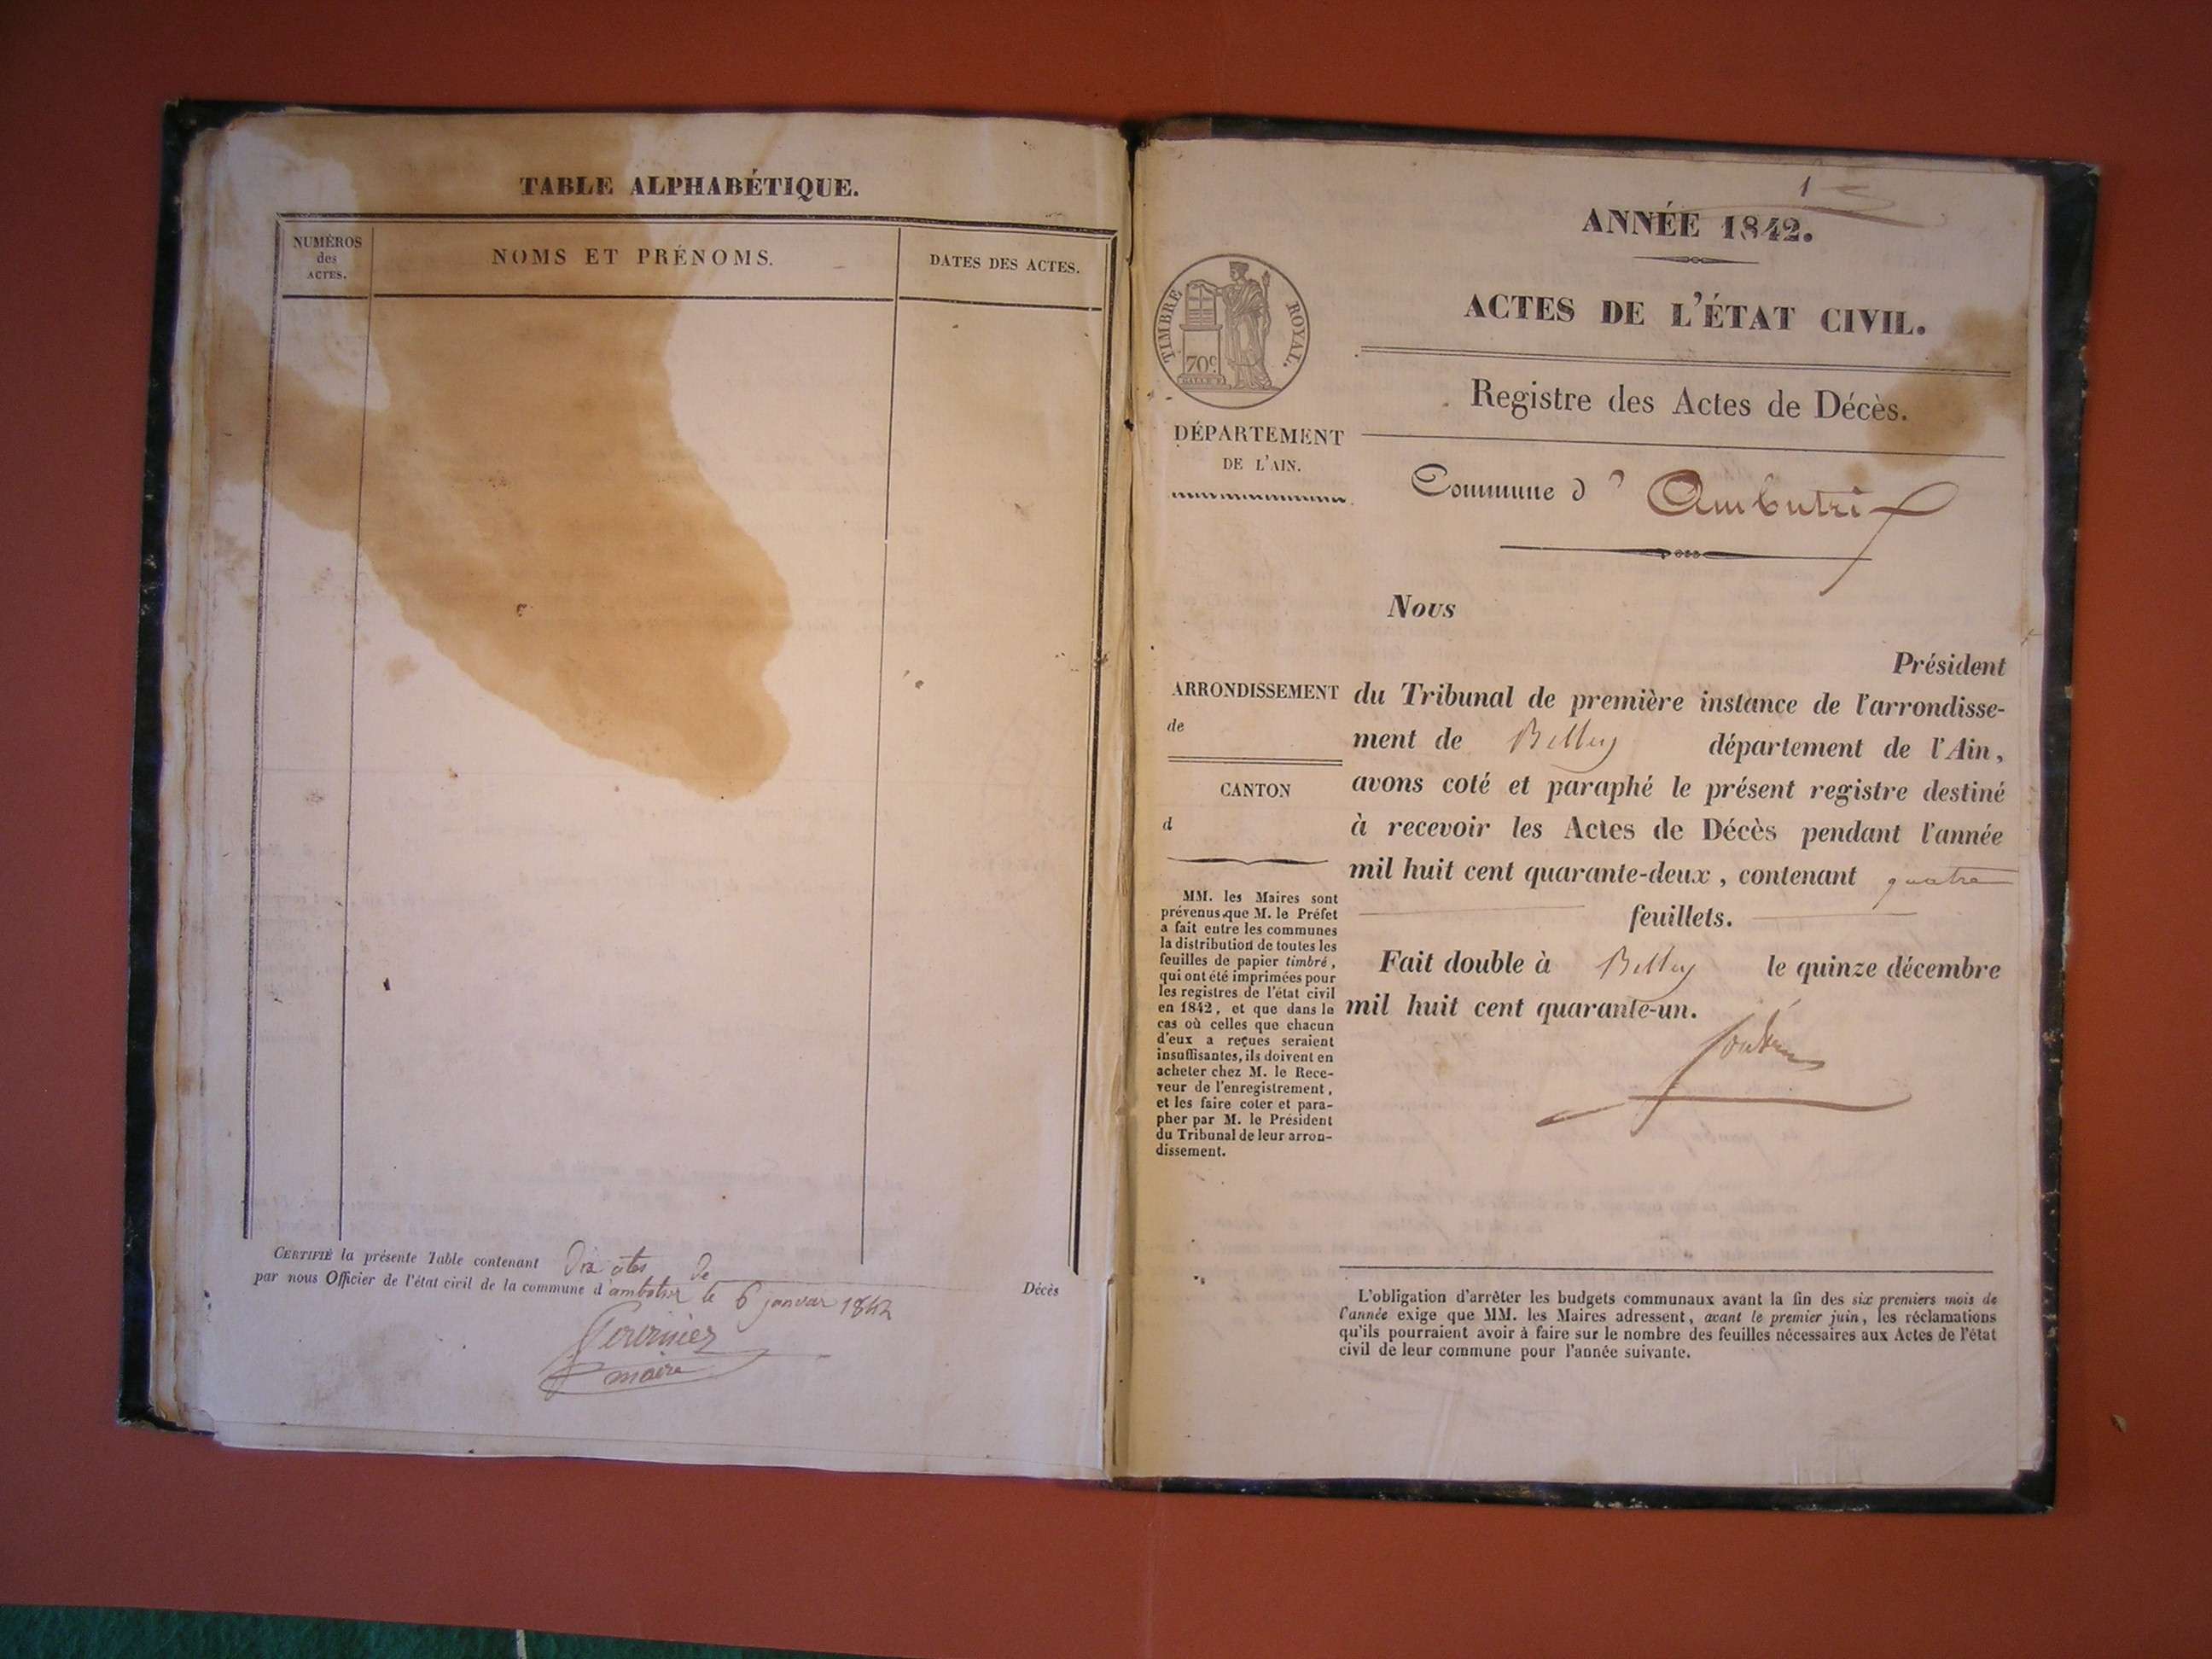 TABLE ALPHABÉTIQUE.
NUMÉROS
des
ACTES.
NOMS ET PRÉNOMS.
DATES DES ACTES.
CERTIFIÉ la présente Table contenant Dix actes de
Décès
par nous Officier de l'état civil de la commune d'ambutrix le 6 janvier 1842
maire
1
ANNÉE 1842.
ACTES DE L'ÉTAT CIVIL.
TIMBRE ROYAL.
70c
Registre des Actes de Décès.
DÉPARTEMENT
DE L'AIN.
Commune d' Ambutrix
Nous
Président
ARRONDISSEMENT
de
CANTON
d
du Tribunal de première instance de l'arrondisse-
ment de Belley département de l'Ain,
avons coté et paraphé le présent registre destiné
à recevoir les Actes de Décès pendant l'année
mil huit cent quarante-deux, contenant quatre
feuillets.
Fait double à Belley le quinze décembre
mil huit cent quarante-un.
MM. les Maires sont
prévenus que M. le Préfet
a fait entre les communes
la distribution de toutes les
feuilles de papier timbré,
qui ont été imprimées pour
les registres de l'état civil
en 1842, et que dans le
cas où celles que chacun
d'eux a reçues seraient
insuffisantes, ils doivent en
acheter chez M. le Rece-
veur de l'enregistrement,
et les faire coter et para-
pher par M. le Président
du Tribunal de leur arron-
dissement.
L'obligation d'arrêter les budgets communaux avant la fin des six premiers mois de
l'année exige que MM. les Maires adressent, avant le premier juin, les réclamations
qu'ils pourraient avoir à faire sur le nombre des feuilles nécessaires aux Actes de l'état
civil de leur commune pour l'année suivante.